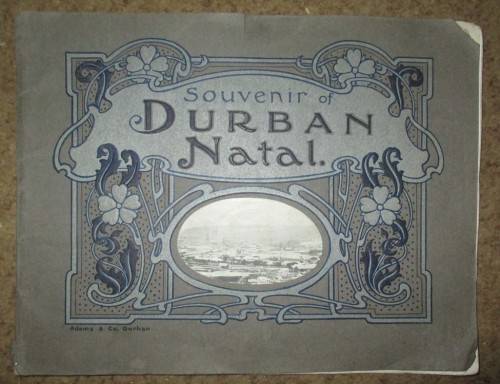 Souvenir of
DURBAN
Natal.
Adams & Co. Durban